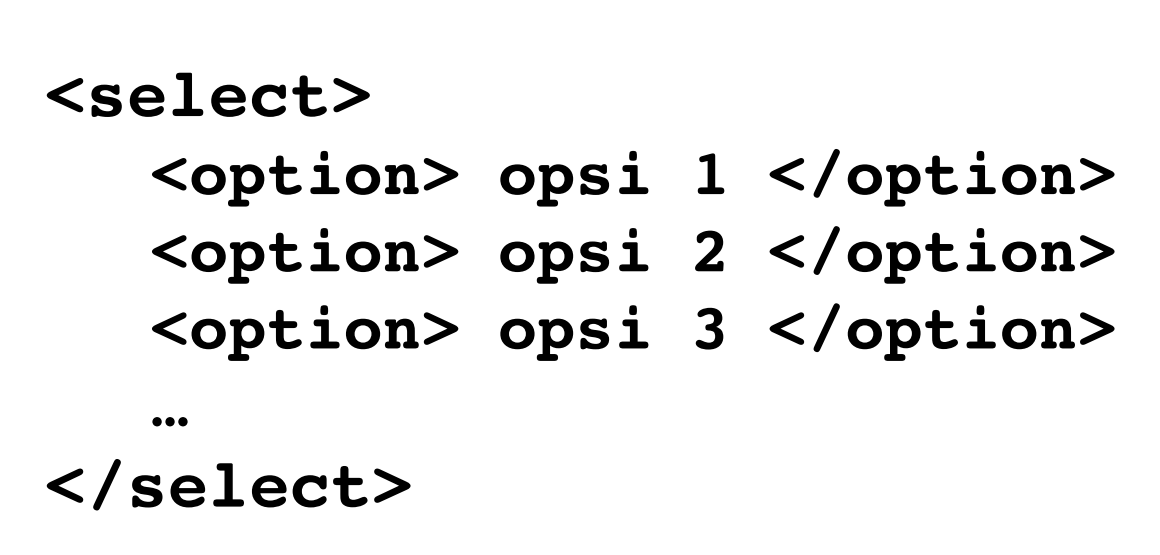 <select>
<option> opsi 1 </option>
<option> opsi 2 </option>
<option> opsi 3 </option>
…
</select>